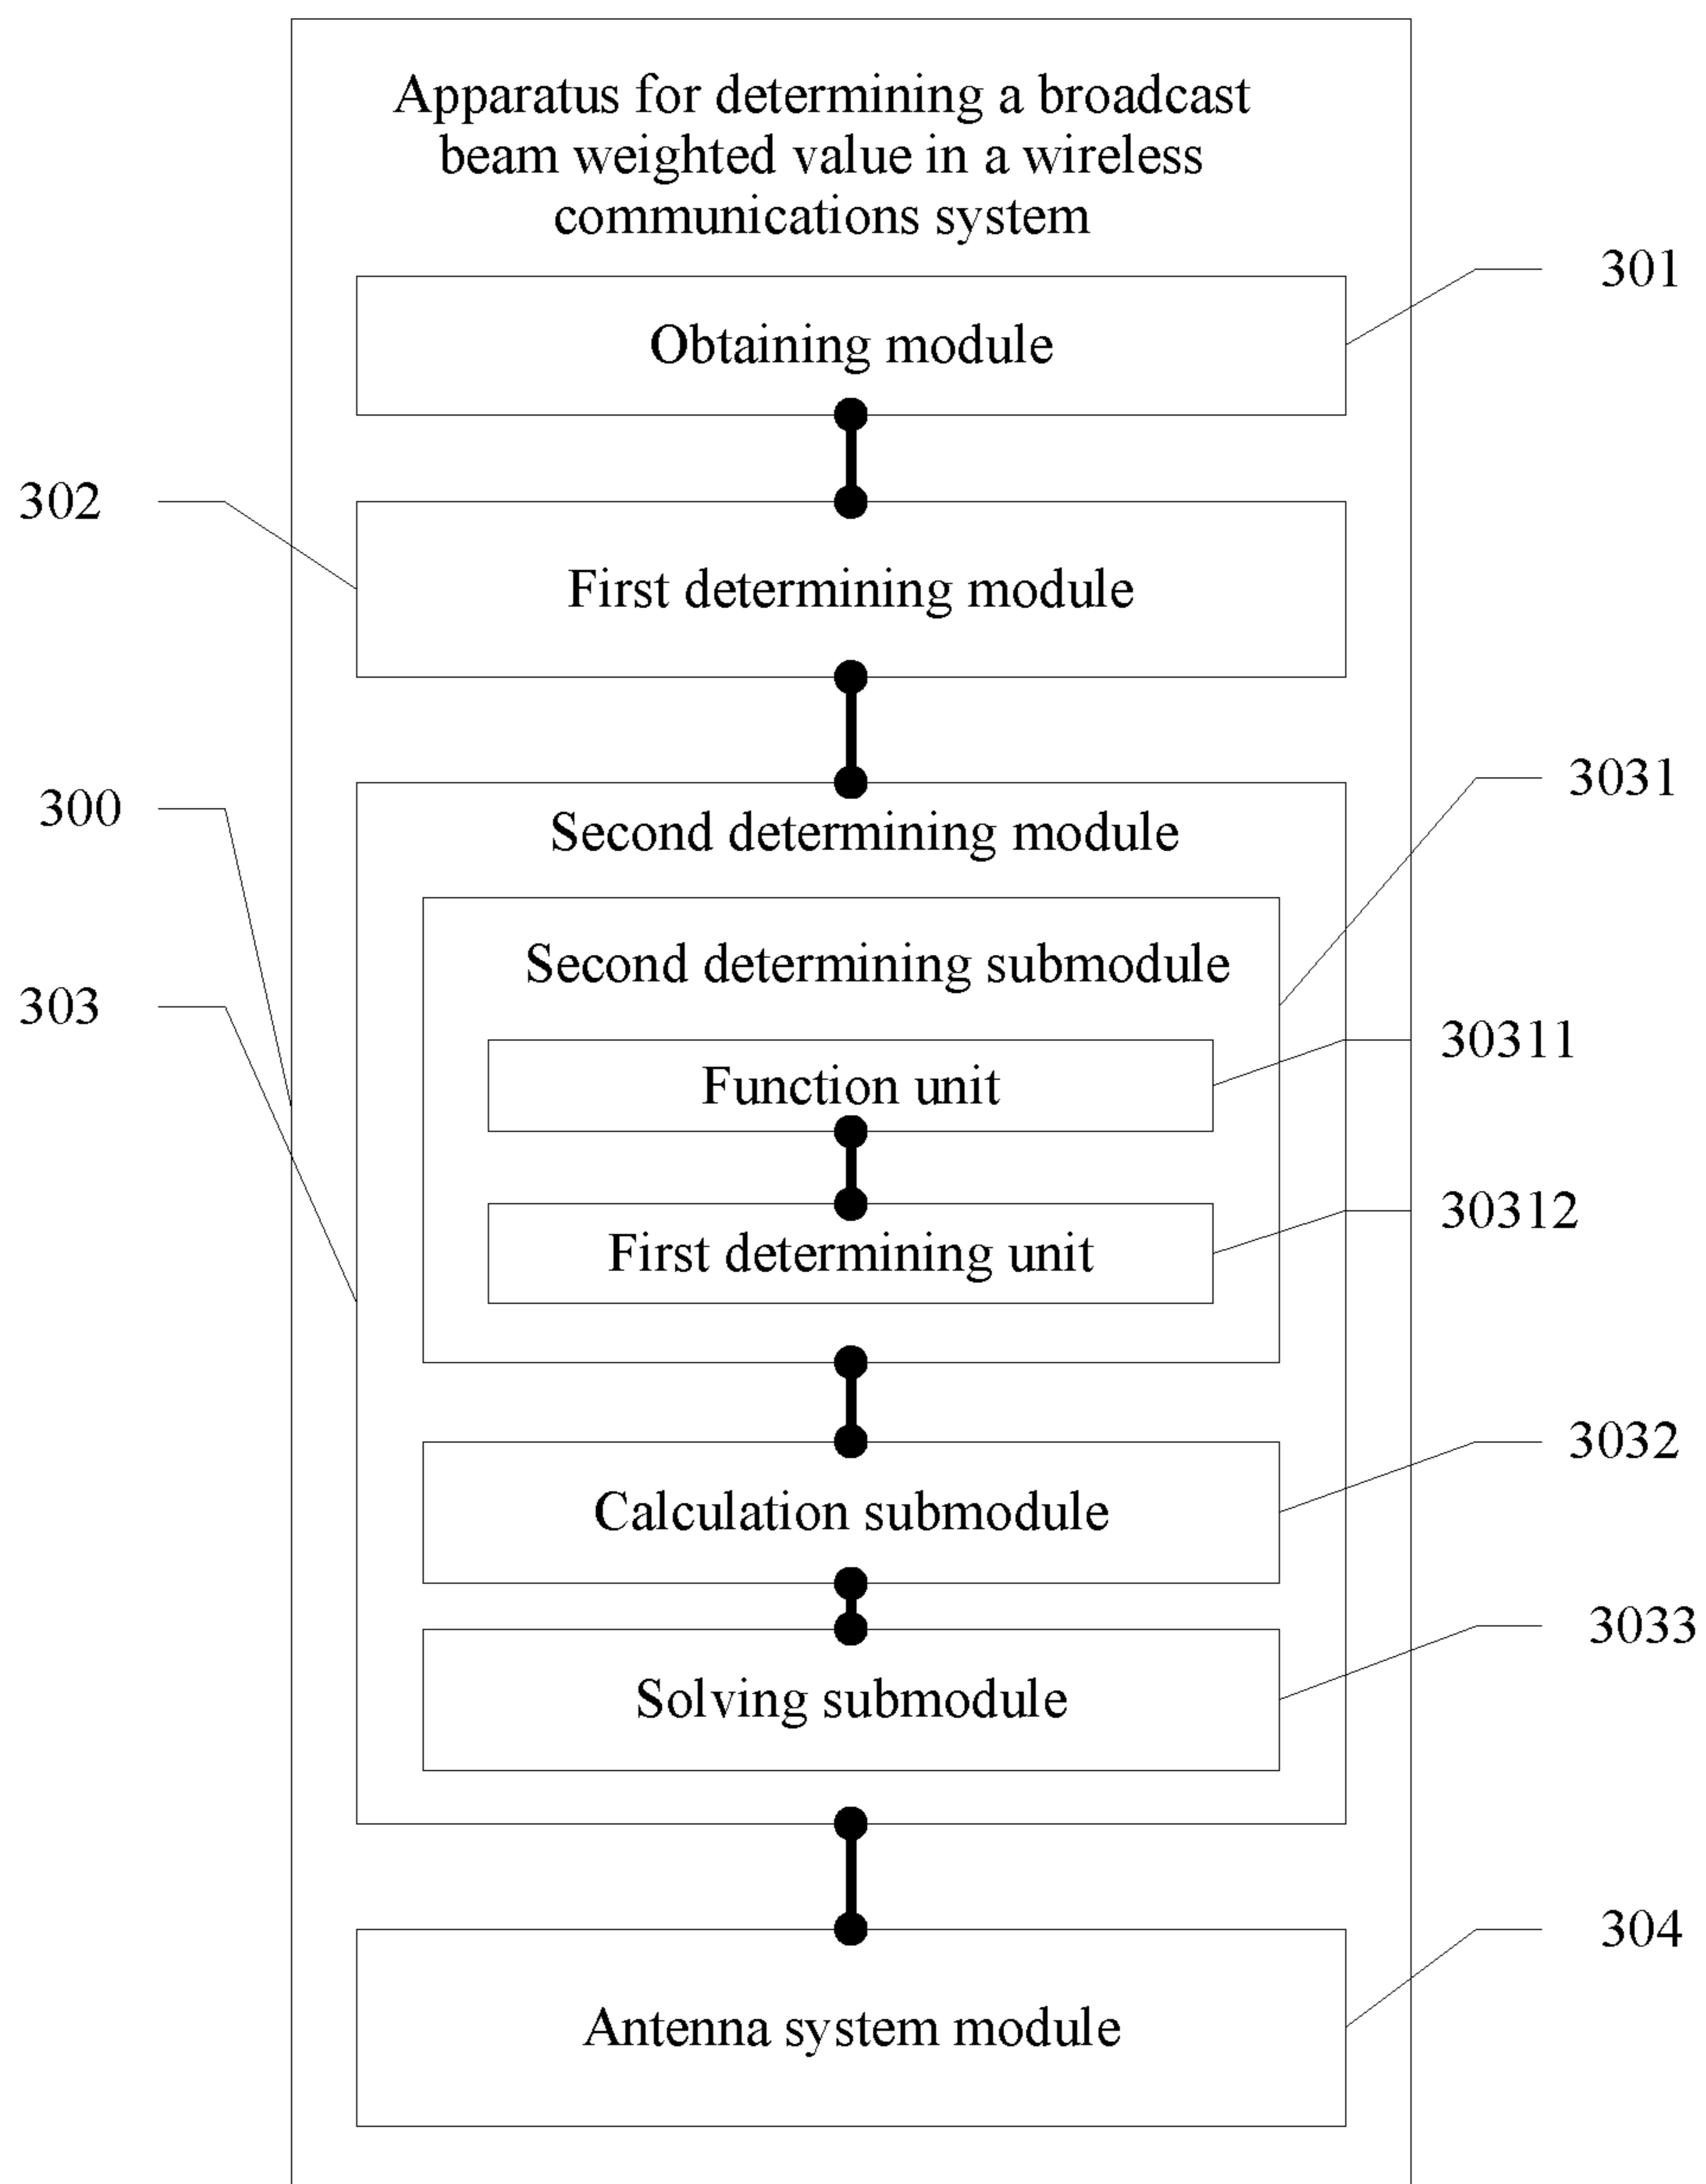 Apparatus for determining a broadcast
beam weighted value in a wireless
communications system
301
Obtaining module
302
First determining module
3031
300
Second determining module
Second determining submodule
303
30311
Function unit
30312
First determining unit
3032
Calculation submodule
3033
Solving submodule
304
Antenna system module